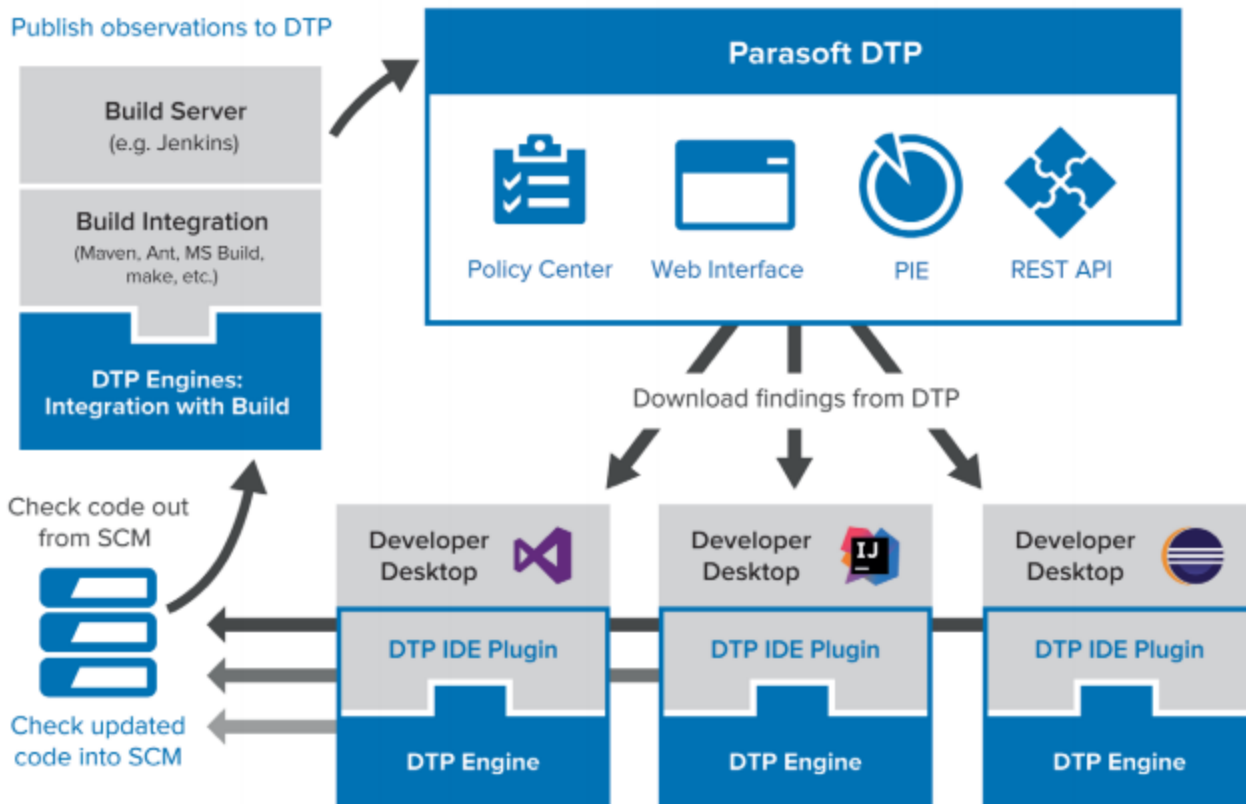 Publish observations to DTP
Build Server
(e.g. Jenkins)
Build Integration
(Maven, Ant, MS Build,
make, etc.)
DTP Engines:
Integration with Build
Parasoft DTP
Policy Center
Web Interface
PIE
REST API
Download findings from DTP
Check code out
from SCM
Check updated
code into SCM
Developer
Desktop
DTP IDE Plugin
DTP Engine
Developer
Desktop
IJ
DTP IDE Plugin
DTP Engine
Developer
Desktop
DTP IDE Plugin
DTP Engine